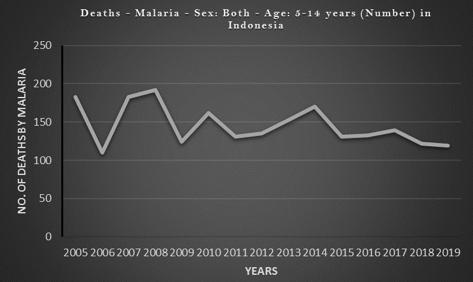 Deaths - Malaria - Sex: Both - Age: 5-14 years (Number) in
Indonesia
250
200
150
100
50
0
NO. OF DEATHS BY MALARIA
2005 2006 2007 2008 2009 2010 2011 2012 2013 2014 2015 2016 2017 2018 2019
YEARS